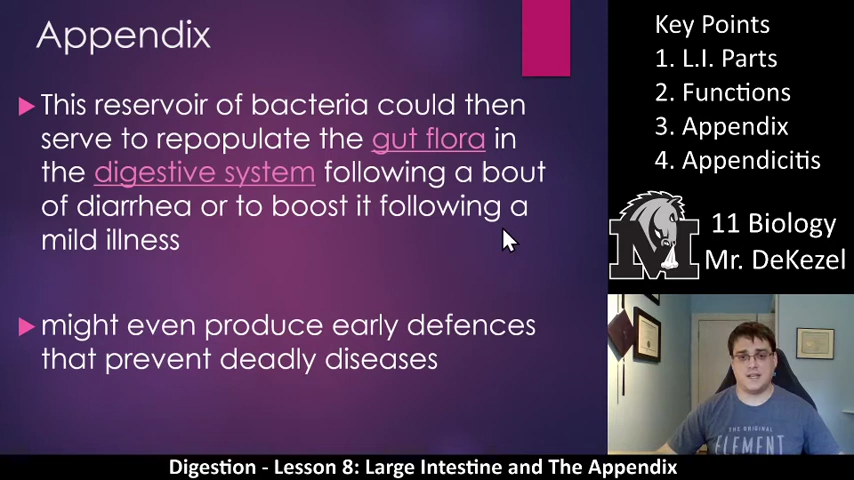 Appendix
This reservoir of bacteria could then
serve to repopulate the gut flora in
the digestive system following a bout
of diarrhea or to boost it following a
mild illness
might even produce early defences
that prevent deadly diseases
Key Points
1. L.I. Parts
2. Functions
3. Appendix
4. Appendicitis
M
11 Biology
Mr. DeKezel
THE ORIGINAL
ELEMENT
Digestion - Lesson 8: Large Intestine and The Appendix